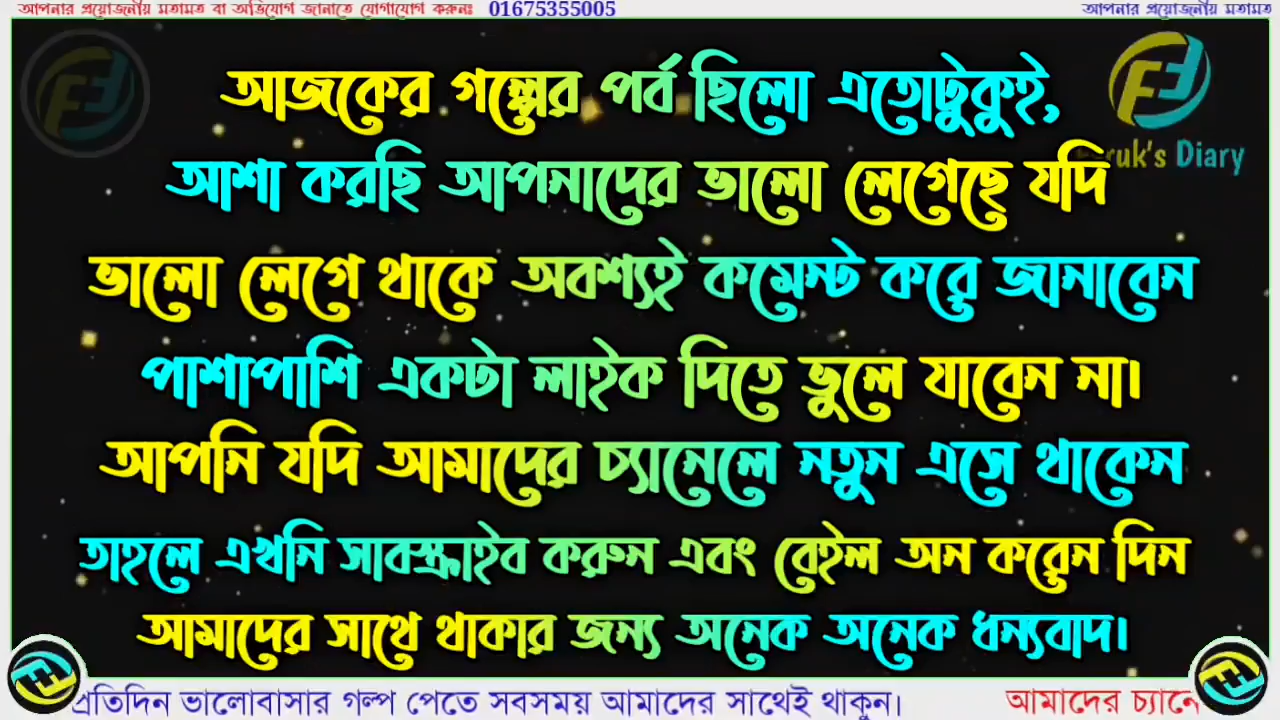 আপনার প্রয়োজনীয় মতামত বা অভিযোগ জানাতে যোগাযোগ করুনঃ 01675355005 আপনার প্রয়োজনীয় মতামত
আজকের গল্পের পর্ব ছিলো এতোটুকুই,
Diary
আশা করছি আপনাদের ভালো লেগেছে যদি
ভালো লেগে থাকে অবশ্যই কমেন্ট করে জানাবেন
পাশাপাশি একটা লাইক দিতে ভুলে যাবেন না।
আপনি যদি আমাদের চ্যানেলে নতুন এসে থাকেন
তাহলে এখনি সাবস্ক্রাইব করুন এবং বেইল অন করেন দিন
আমাদের সাথে থাকার জন্য অনেক অনেক ধন্যবাদ।
প্রতিদিন ভালোবাসার গল্প পেতে সবসময় আমাদের সাথেই থাকুন। আমাদের চ্যানে